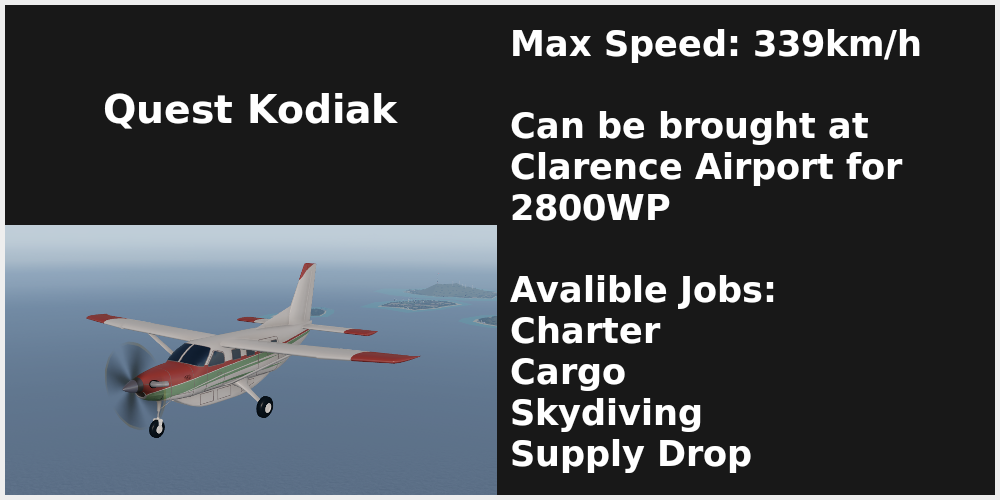 Quest Kodiak
Max Speed: 339km/h
Can be brought at
Clarence Airport for
2800WP
Avalible Jobs:
Charter
Cargo
Skydiving
Supply Drop